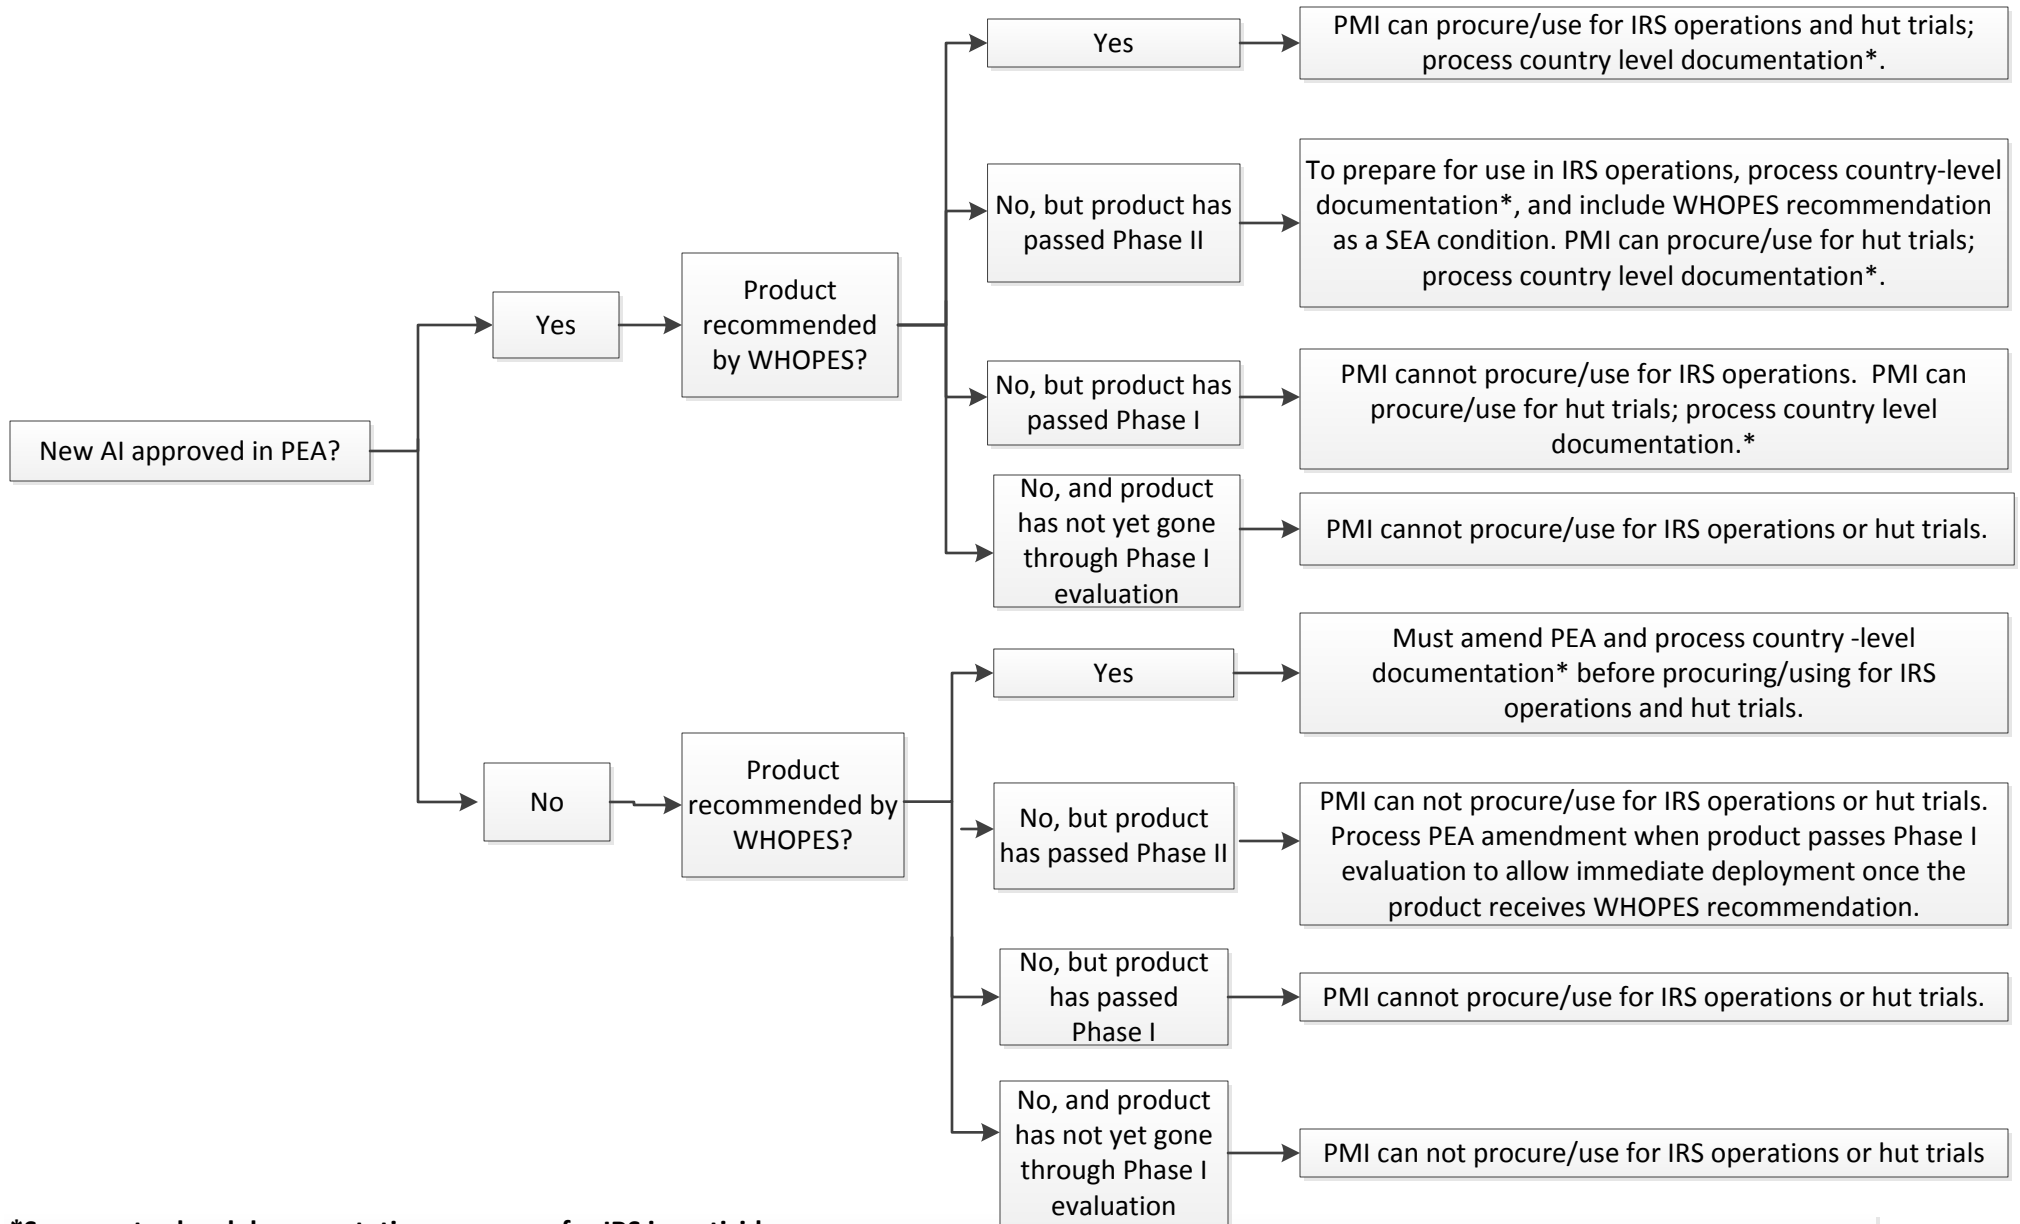 New AI approved in PEA?
Yes
Product
recommended
by WHOPES?
Yes
PMI can procure/use for IRS operations and hut trials;
process country level documentation*.
No, but product has
passed Phase II
To prepare for use in IRS operations, process country-level
documentation*, and include WHOPES recommendation
as a SEA condition. PMI can procure/use for hut trials;
process country level documentation*.
No, but product has
passed Phase I
PMI cannot procure/use for IRS operations.  PMI can
procure/use for hut trials; process country level
documentation.*
No, and product
has not yet gone
through Phase I
evaluation
PMI cannot procure/use for IRS operations or hut trials.
No
Product
recommended by
WHOPES?
Yes
Must amend PEA and process country -level
documentation* before procuring/using for IRS
operations and hut trials.
No, but product
has passed Phase II
PMI can not procure/use for IRS operations or hut trials.
Process PEA amendment when product passes Phase I
evaluation to allow immediate deployment once the
product receives WHOPES recommendation.
No, but product
has passed
Phase I
PMI cannot procure/use for IRS operations or hut trials.
No, and product
has not yet gone
through Phase I
evaluation
PMI can not procure/use for IRS operations or hut trials